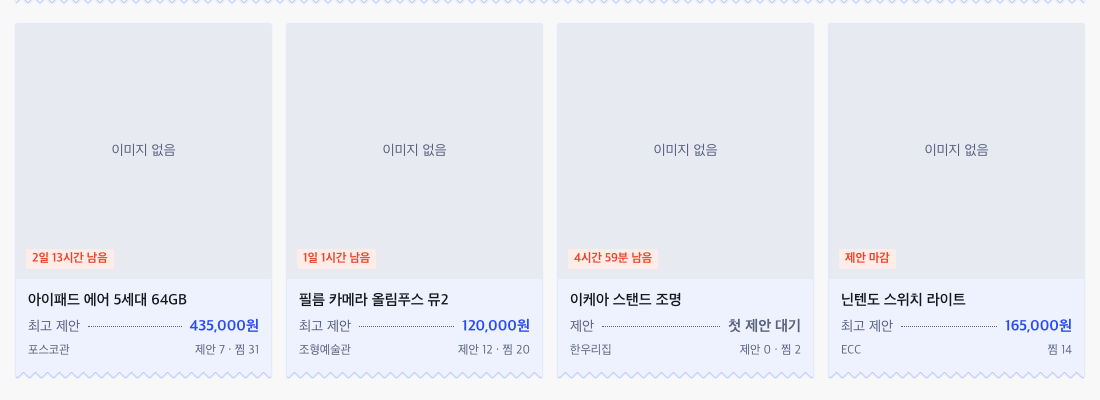 이미지 없음
2일 13시간 남음
아이패드 에어 5세대 64GB
최고 제안 435,000원
포스코관 제안 7 · 찜 31
이미지 없음
1일 1시간 남음
필름 카메라 올림푸스 뮤2
최고 제안 120,000원
조형예술관 제안 12 · 찜 20
이미지 없음
4시간 59분 남음
이케아 스탠드 조명
제안 첫 제안 대기
한우리집 제안 0 · 찜 2
이미지 없음
제안 마감
닌텐도 스위치 라이트
최고 제안 165,000원
ECC 찜 14